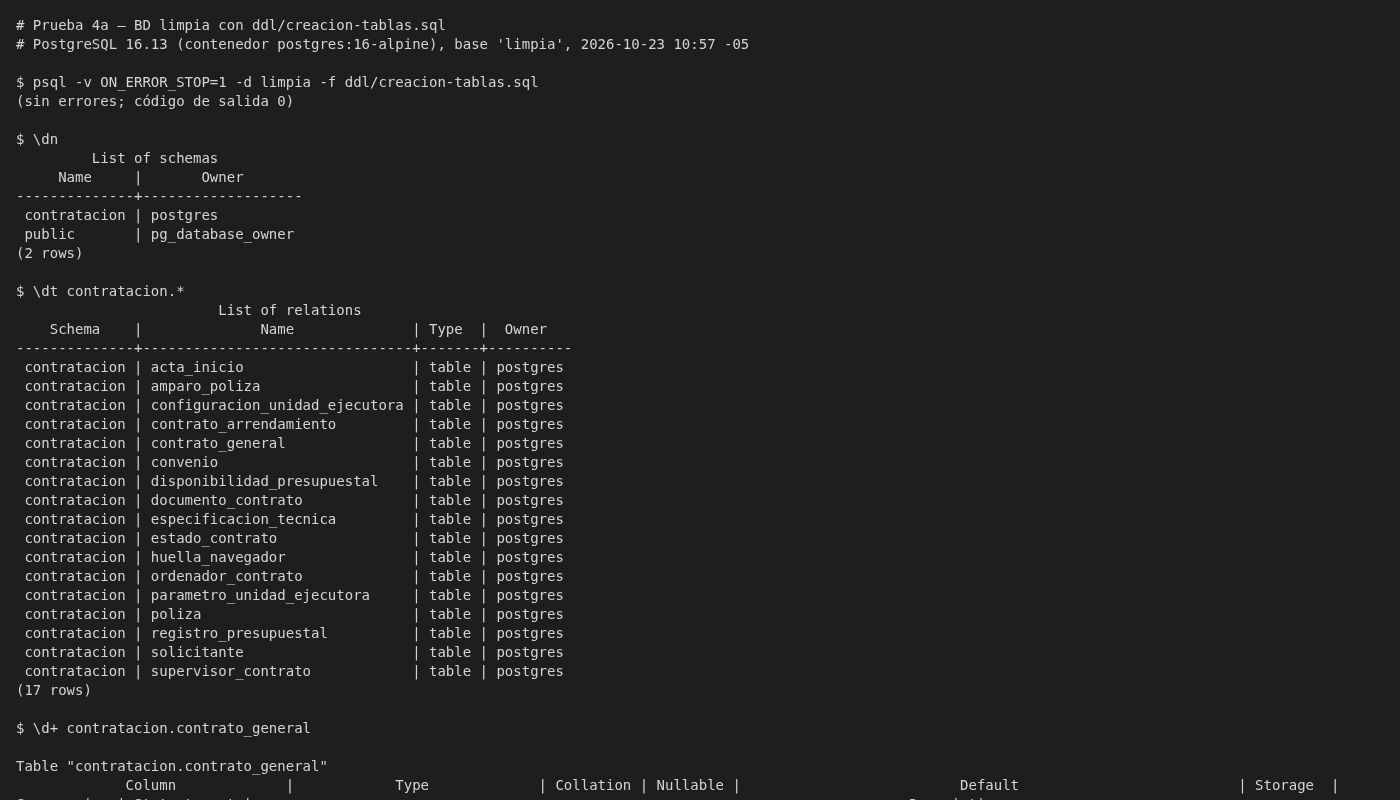 # Prueba 4a — BD limpia con ddl/creacion-tablas.sql
# PostgreSQL 16.13 (contenedor postgres:16-alpine), base 'limpia', 2026-10-23 10:57 -05
$ psql -v ON_ERROR_STOP=1 -d limpia -f ddl/creacion-tablas.sql
(sin errores; código de salida 0)
$ \dn
List of schemas
Name | Owner
--------------+-------------------
contratacion | postgres
public | pg_database_owner
(2 rows)
$ \dt contratacion.*
List of relations
Schema | Name | Type | Owner
--------------+--------------------------------+-------+----------
contratacion | acta_inicio | table | postgres
contratacion | amparo_poliza | table | postgres
contratacion | configuracion_unidad_ejecutora | table | postgres
contratacion | contrato_arrendamiento | table | postgres
contratacion | contrato_general | table | postgres
contratacion | convenio | table | postgres
contratacion | disponibilidad_presupuestal | table | postgres
contratacion | documento_contrato | table | postgres
contratacion | especificacion_tecnica | table | postgres
contratacion | estado_contrato | table | postgres
contratacion | huella_navegador | table | postgres
contratacion | ordenador_contrato | table | postgres
contratacion | parametro_unidad_ejecutora | table | postgres
contratacion | poliza | table | postgres
contratacion | registro_presupuestal | table | postgres
contratacion | solicitante | table | postgres
contratacion | supervisor_contrato | table | postgres
(17 rows)
$ \d+ contratacion.contrato_general
Table "contratacion.contrato_general"
Column | Type | Collation | Nullable | Default | Storage |